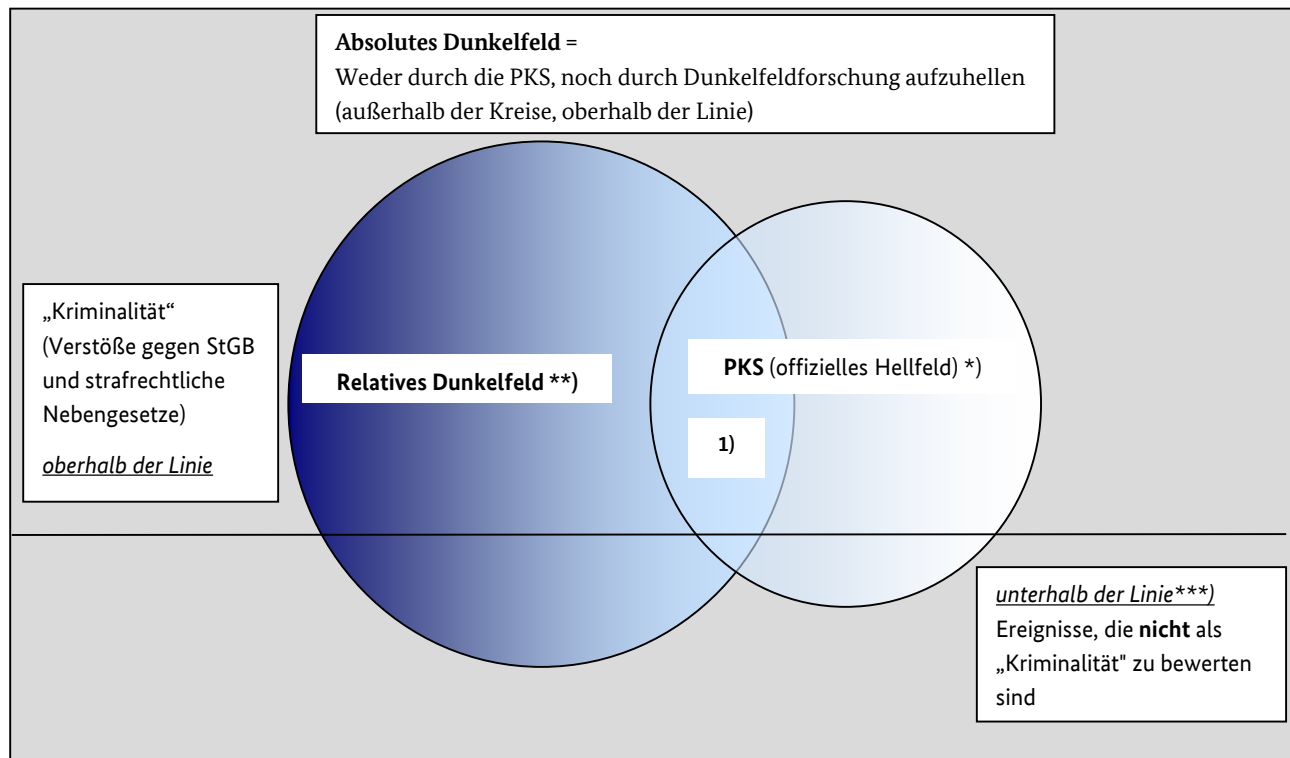 Absolutes Dunkelfeld =
Weder durch die PKS, noch durch Dunkelfeldforschung aufzuhellen
(außerhalb der Kreise, oberhalb der Linie)
„Kriminalität“
(Verstöße gegen StGB
und strafrechtliche
Nebengesetze)
oberhalb der Linie
Relatives Dunkelfeld **)
PKS (offizielles Hellfeld) *)
1)
unterhalb der Linie***)
Ereignisse, die nicht als
„Kriminalität" zu bewerten
sind